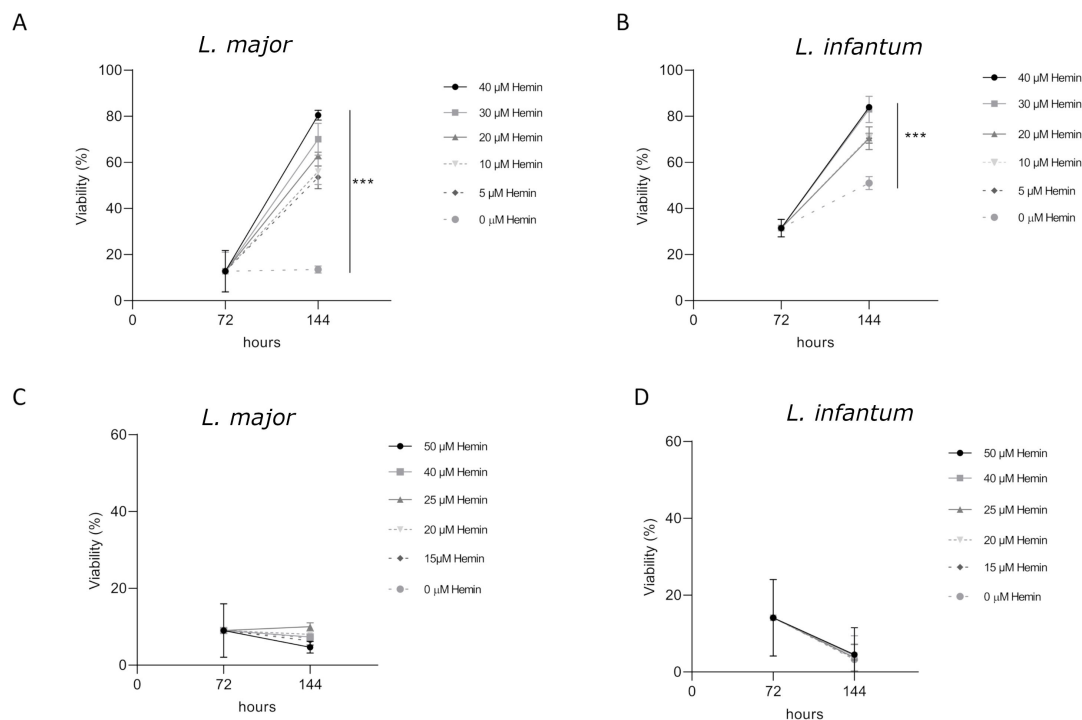 A
L. major
100
80
60
40
20
0
Viability (%)
0
72
144
hours
40 µM Hemin
30 µM Hemin
20 µM Hemin
10 µM Hemin
5 µM Hemin
0 µM Hemin
***
B
L. infantum
100
80
60
40
20
0
Viability (%)
0
72
144
hours
40 µM Hemin
30 µM Hemin
20 µM Hemin
10 µM Hemin
5 µM Hemin
0 µM Hemin
***
C
L. major
60
40
20
0
Viability (%)
0
72
144
hours
50 µM Hemin
40 µM Hemin
25 µM Hemin
20 µM Hemin
15µM Hemin
0 µM Hemin
D
L. infantum
60
40
20
0
Viability (%)
0
72
144
hours
50 µM Hemin
40 µM Hemin
25 µM Hemin
20 µM Hemin
15 µM Hemin
0 µM Hemin